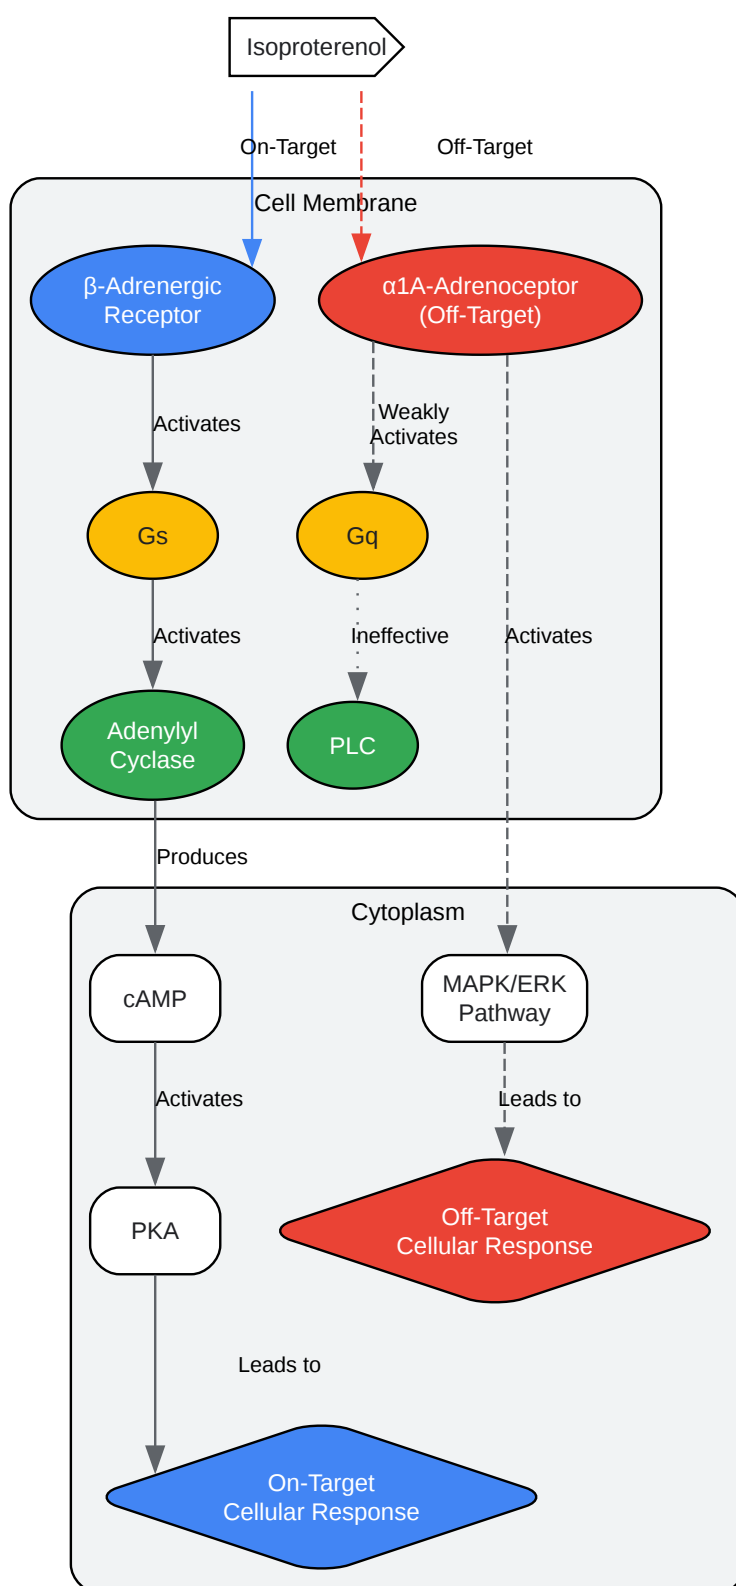 Isoproterenol
On-Target
Off-Target
Cell Membrane
β-Adrenergic
Receptor
α1A-Adrenoceptor
(Off-Target)
Activates
Weakly
Activates
Gs
Gq
Activates
Ineffective
Activates
Adenylyl
Cyclase
PLC
Produces
Cytoplasm
cAMP
MAPK/ERK
Pathway
Activates
Leads to
PKA
Off-Target
Cellular Response
Leads to
On-Target
Cellular Response